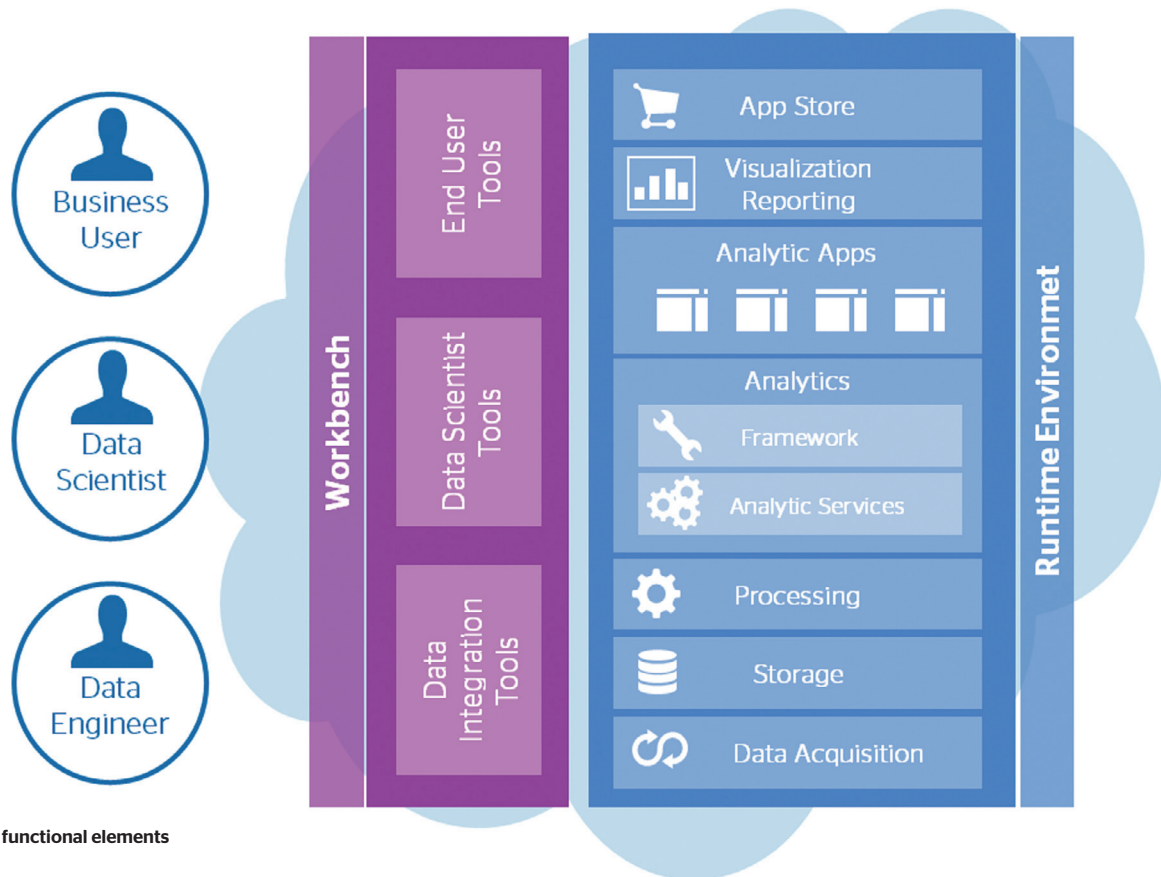 Business
User
Data
Scientist
Data
Engineer
Workbench
End User
Tools
Data Scientist
Tools
Data
Integration
Tools
App Store
Visualization
Reporting
Analytic Apps
Analytics
Framework
Analytic Services
Processing
Storage
Data Acquisition
Runtime Environmet
functional elements